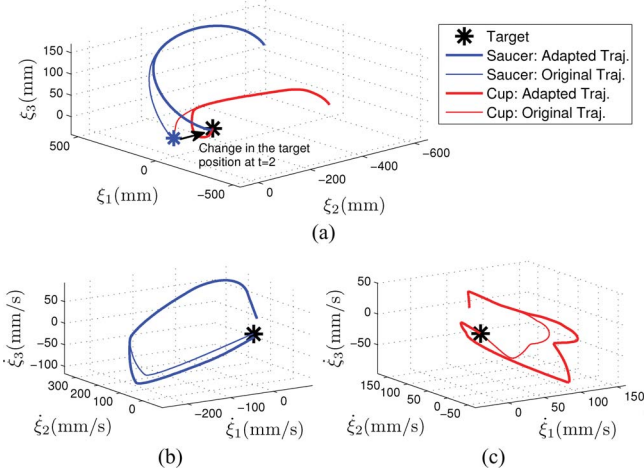 Target
Saucer: Adapted Traj.
Saucer: Original Traj.
Cup: Adapted Traj.
Cup: Original Traj.
150
100
50
0
ξ3(mm)
500
0
−500
ξ1(mm)
0
−200
−400
−600
ξ2(mm)
Change in the target
position at t=2
(a)
50
0
−50
−100
ξ̇3(mm/s)
300
200
100
0
ξ̇2(mm/s)
−200
−100
0
ξ̇1(mm/s)
(b)
50
0
−50
ξ̇3(mm/s)
150
100
50
0
−50
ξ̇2(mm/s)
0
50
100
150
ξ̇1(mm/s)
(c)